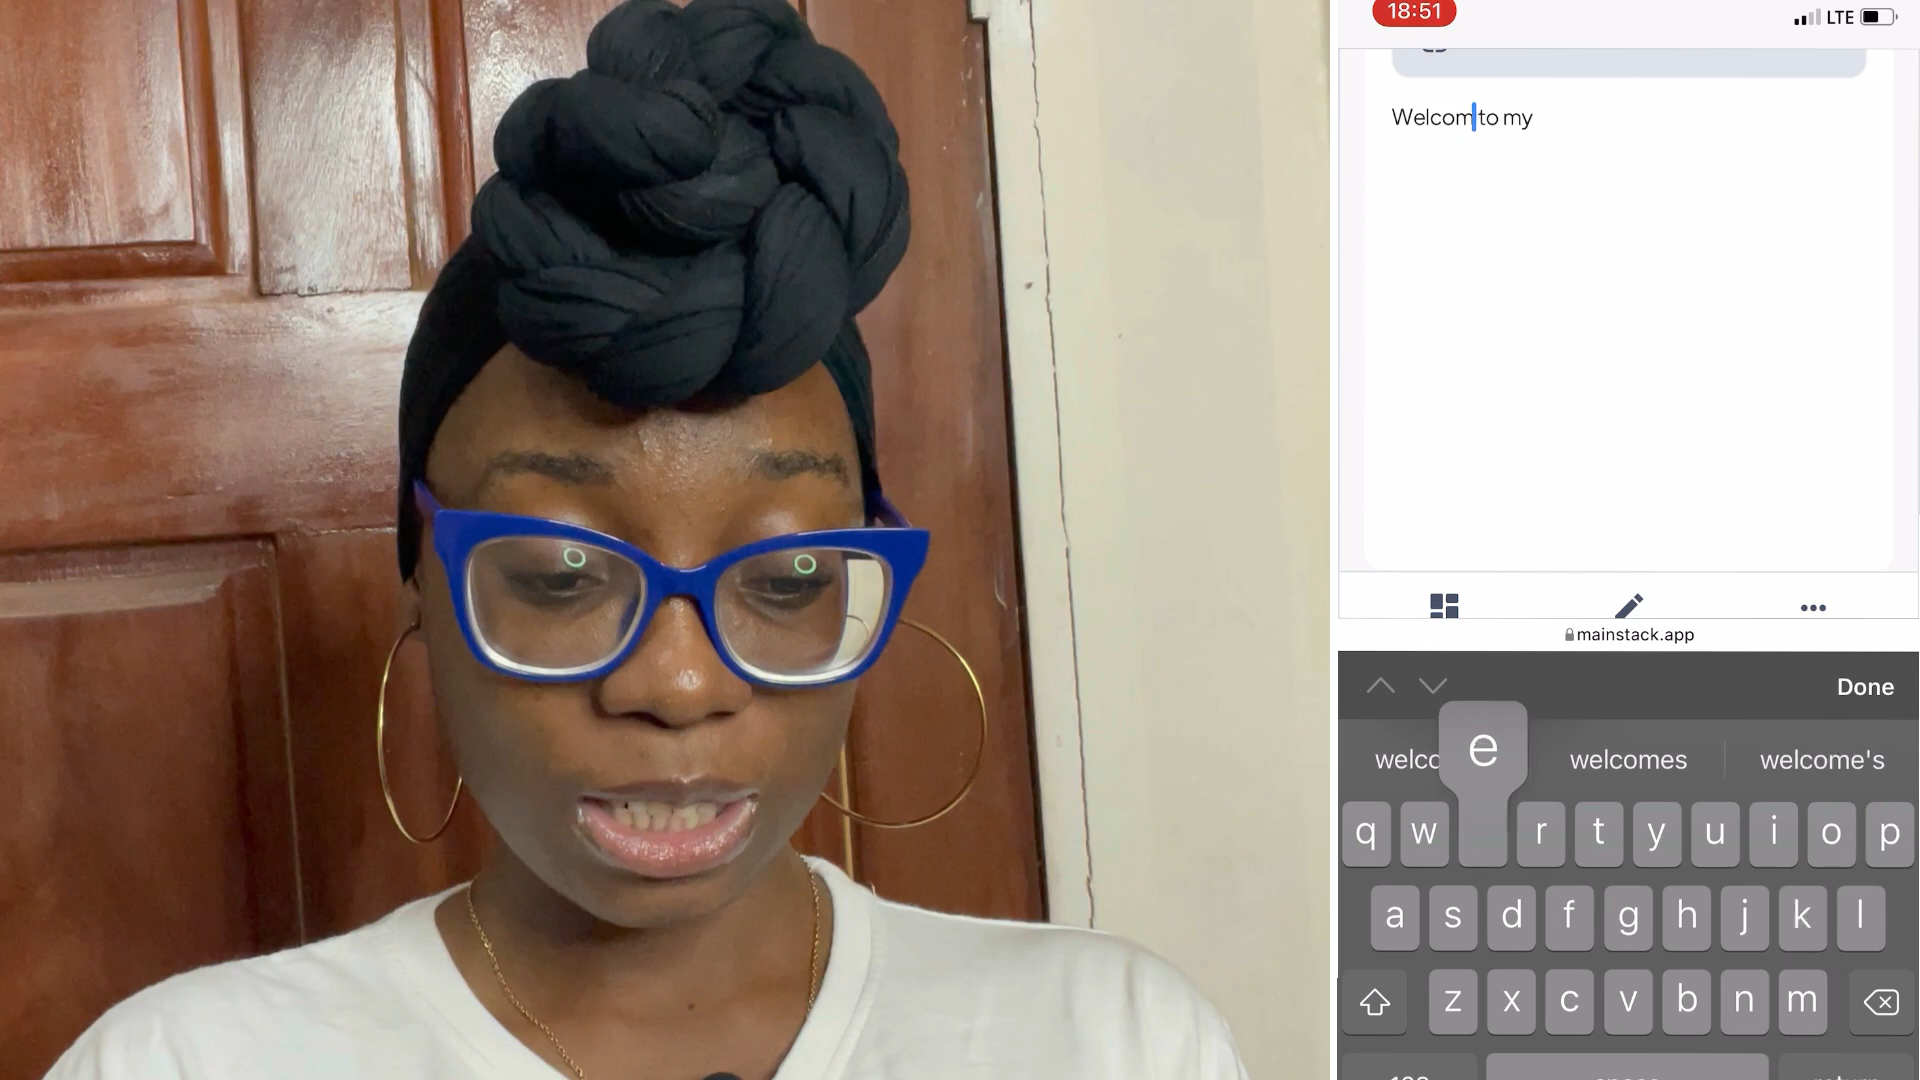 18:51
LTE
Welcom to my
mainstack.app
Done
e
welcomes
welcome's
q w r t y u i o p
a s d f g h j k l
z x c v b n m